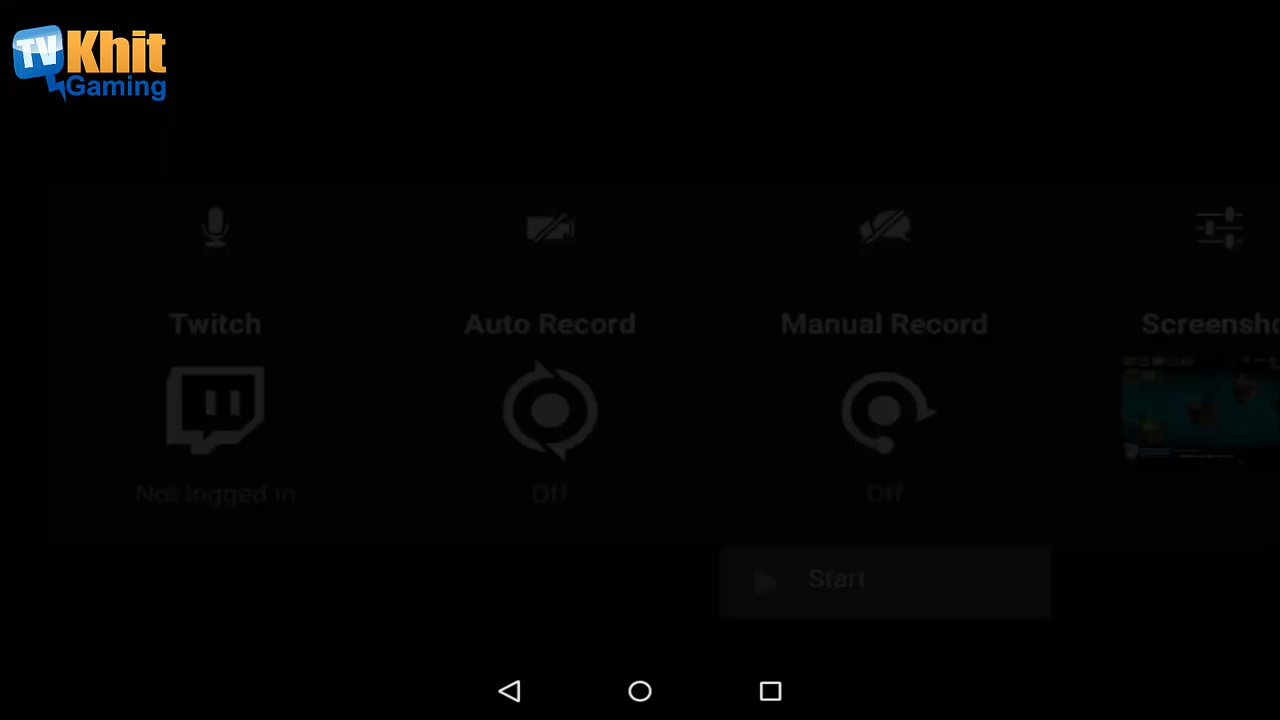 TV Khit
Gaming
Twitch
Auto Record
Manual Record
Screensho
Not logged in
Off
Off
Start